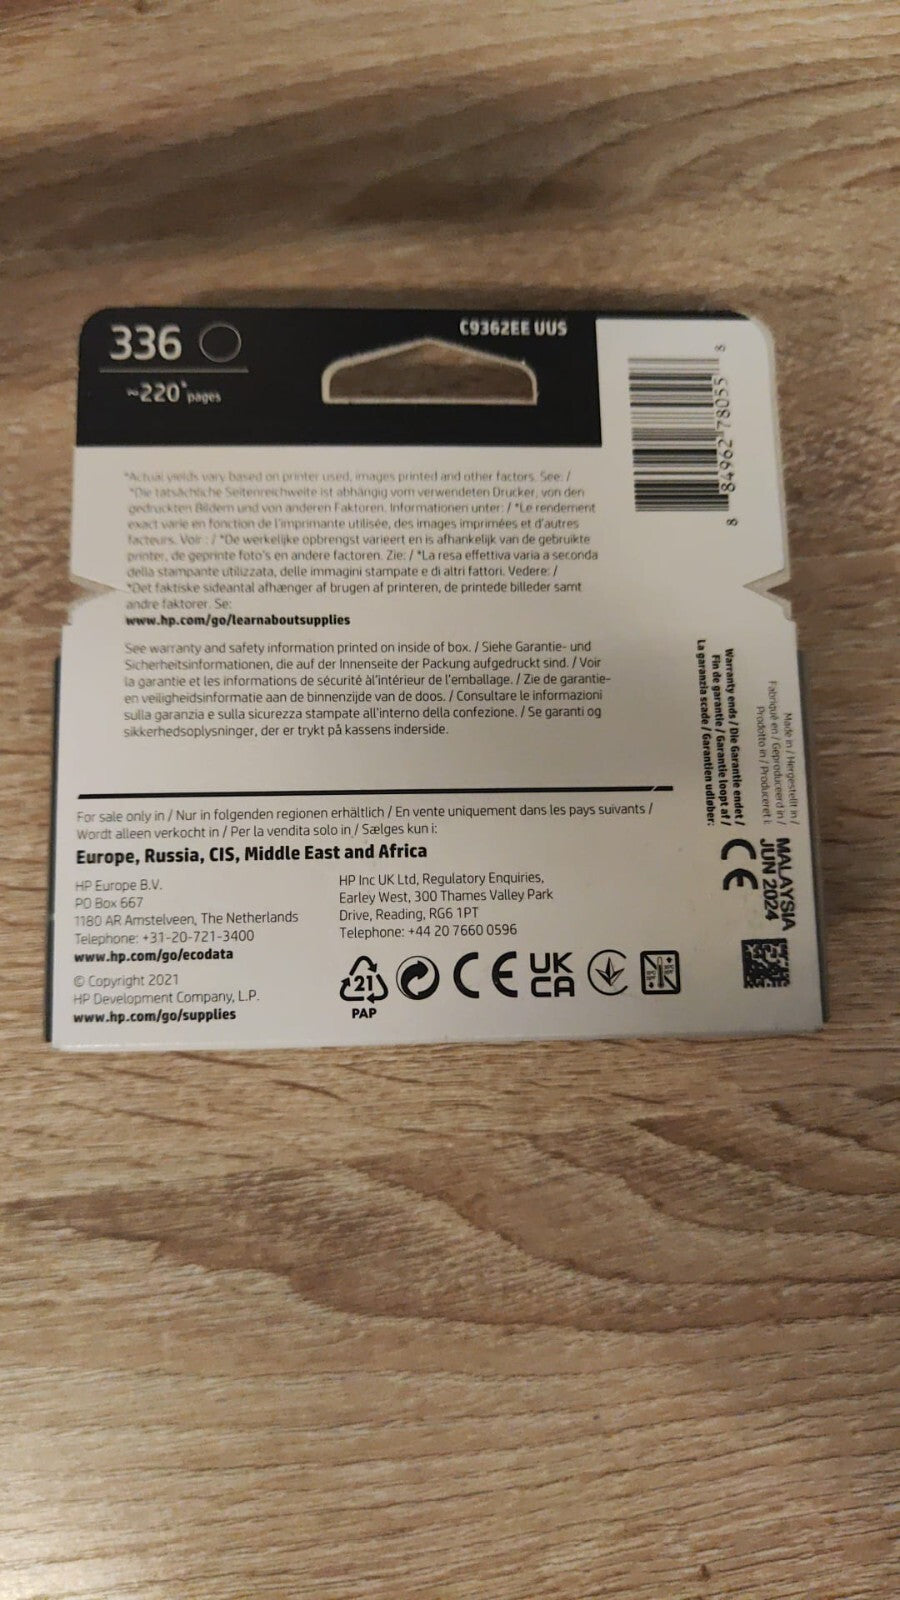 336
~220* pages
C9362EE UUS
8 84962 78055 8
*Actual yields vary based on printer used, images printed and other factors. See: /
*Die tatsächliche Seitenreichweite ist abhängig vom verwendeten Drucker, von den
gedruckten Bildern und von anderen Faktoren. Informationen unter: / *Le rendement
exact varie en fonction de l'imprimante utilisée, des images imprimées et d'autres
facteurs. Voir : / *De werkelijke opbrengst varieert en is afhankelijk van de gebruikte
printer, de geprinte foto's en andere factoren. Zie: / *La resa effettiva varia a seconda
della stampante utilizzata, delle immagini stampate e di altri fattori. Vedere: /
*Det faktiske sideantal afhænger af brugen af printeren, de printede billeder samt
andre faktorer. Se:
www.hp.com/go/learnaboutsupplies
See warranty and safety information printed on inside of box. / Siehe Garantie- und
Sicherheitsinformationen, die auf der Innenseite der Packung aufgedruckt sind. / Voir
la garantie et les informations de sécurité àl'intérieur de l'emballage. / Zie de garantie-
en veiligheidsinformatie aan de binnenzijde van de doos. / Consultare le informazioni
sulla garanzia e sulla sicurezza stampate all'interno della confezione. / Se garanti og
sikkerhedsoplysninger, der er trykt på kassens inderside.
Made in / Hergestellt in /
Fabriqué en / Geproduceerd in /
Prodotto in / Produceret i:
MALAYSIA
JUN 2024
Warranty ends / Die Garantie endet /
Fin de garantie / Garantie loopt af /
La garanzia scade / Garantien udløber:
CE
For sale only in / Nur in folgenden regionen erhältlich / En vente uniquement dans les pays suivants /
Wordt alleen verkocht in / Per la vendita solo in / Sælges kun i:
Europe, Russia, CIS, Middle East and Africa
HP Europe B.V.
PO Box 667
1180 AR Amstelveen, The Netherlands
Telephone: +31-20-721-3400
www.hp.com/go/ecodata
© Copyright 2021
HP Development Company, L.P.
www.hp.com/go/supplies
HP Inc UK Ltd, Regulatory Enquiries,
Earley West, 300 Thames Valley Park
Drive, Reading, RG6 1PT
Telephone: +44 20 7660 0596
21
PAP
CE
UK
CA